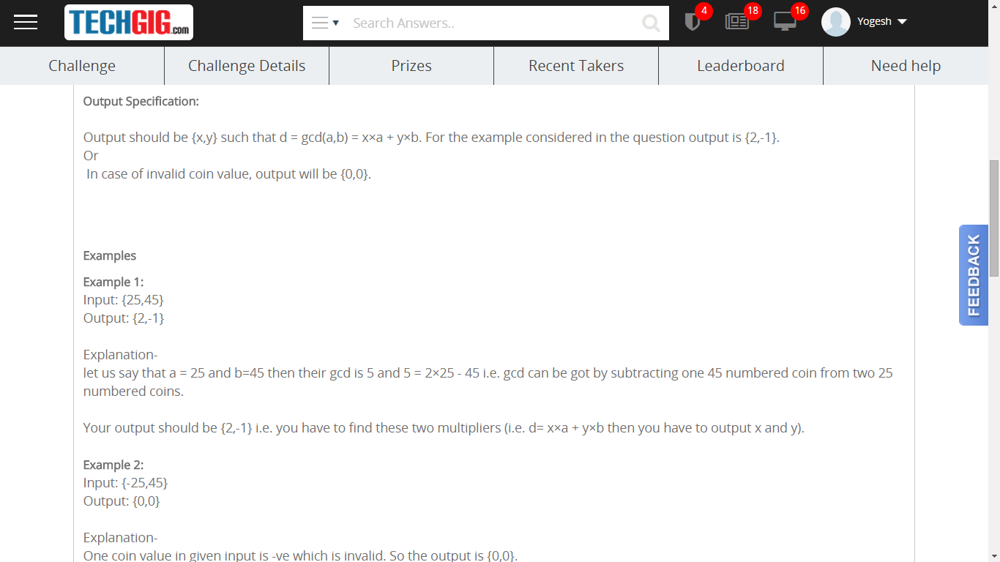 TECHGIG.com
Search Answers..
4
18
16
Yogesh
Challenge
Challenge Details
Prizes
Recent Takers
Leaderboard
Need help
Output Specification:
Output should be {x,y} such that d = gcd(a,b) = x×a + y×b. For the example considered in the question output is {2,-1}.
Or
In case of invalid coin value, output will be {0,0}.
Examples
Example 1:
Input: {25,45}
Output: {2,-1}
Explanation-
let us say that a = 25 and b=45 then their gcd is 5 and 5 = 2×25 - 45 i.e. gcd can be got by subtracting one 45 numbered coin from two 25
numbered coins.
Your output should be {2,-1} i.e. you have to find these two multipliers (i.e. d= x×a + y×b then you have to output x and y).
Example 2:
Input: {-25,45}
Output: {0,0}
Explanation-
One coin value in given input is -ve which is invalid. So the output is {0,0}.
FEEDBACK